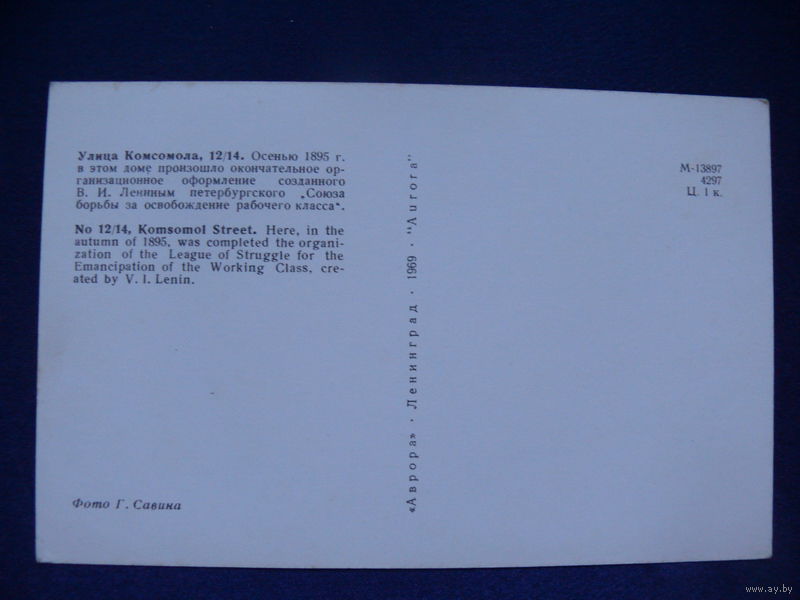 Улица Комсомола, 12/14. Осенью 1895 г.
в этом доме произошло окончательное ор-
ганизационное оформление созданного
В. И. Лениным петербургского „Союза
борьбы за освобождение рабочего класса“.
No 12/14, Komsomol Street. Here, in the
autumn of 1895, was completed the organi-
zation of the League of Struggle for the
Emancipation of the Working Class, cre-
ated by V. I. Lenin.
Фото Г. Савина
«Аврора» · Ленинград · 1969 · "Aurora"
М-13897
4297
Ц. 1 к.
www.ay.by